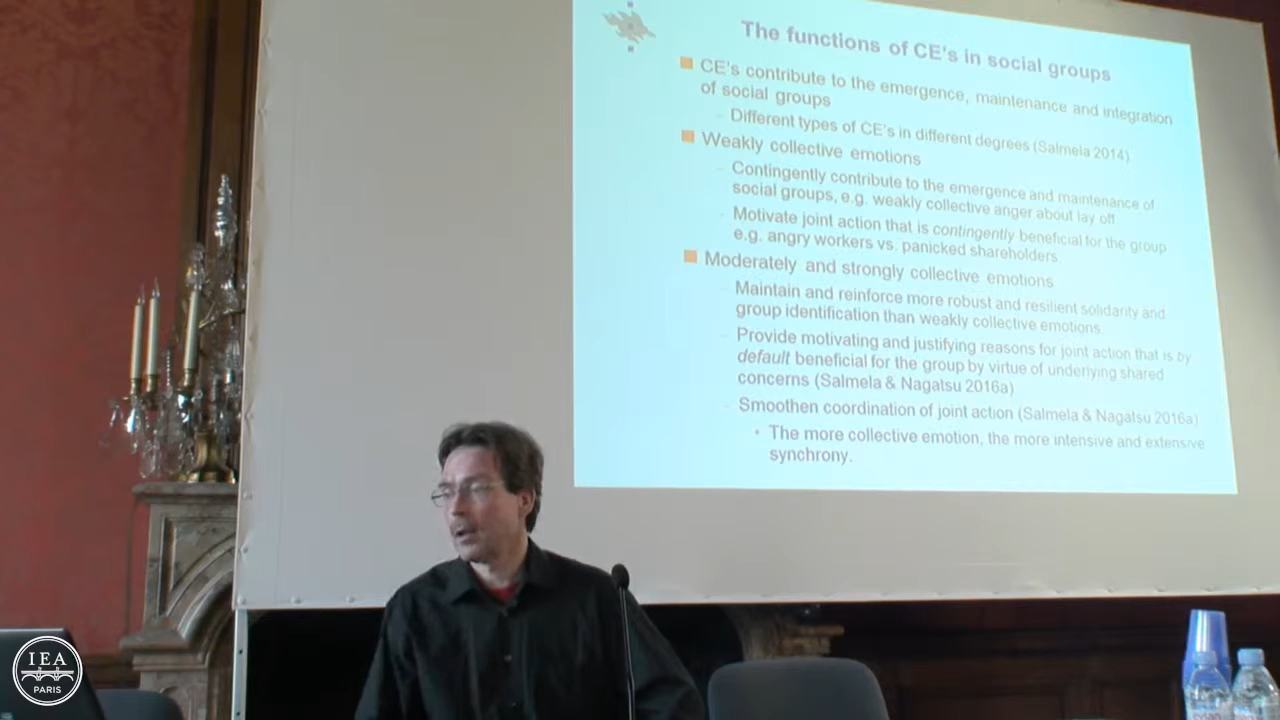 The functions of CE's in social groups
CE's contribute to the emergence, maintenance and integration
of social groups
Different types of CE's in different degrees (Salmela 2014)
Weakly collective emotions
Contingently contribute to the emergence and maintenance of
social groups, e.g. weakly collective anger about lay off
Motivate joint action that is contingently beneficial for the group
e.g. angry workers vs. panicked shareholders
Moderately and strongly collective emotions
Maintain and reinforce more robust and resilient solidarity and
group identification than weakly collective emotions
Provide motivating and justifying reasons for joint action that is by
default beneficial for the group by virtue of underlying shared
concerns (Salmela & Nagatsu 2016a)
Smoothen coordination of joint action (Salmela & Nagatsu 2016a)
The more collective emotion, the more intensive and extensive
synchrony.
IEA
PARIS